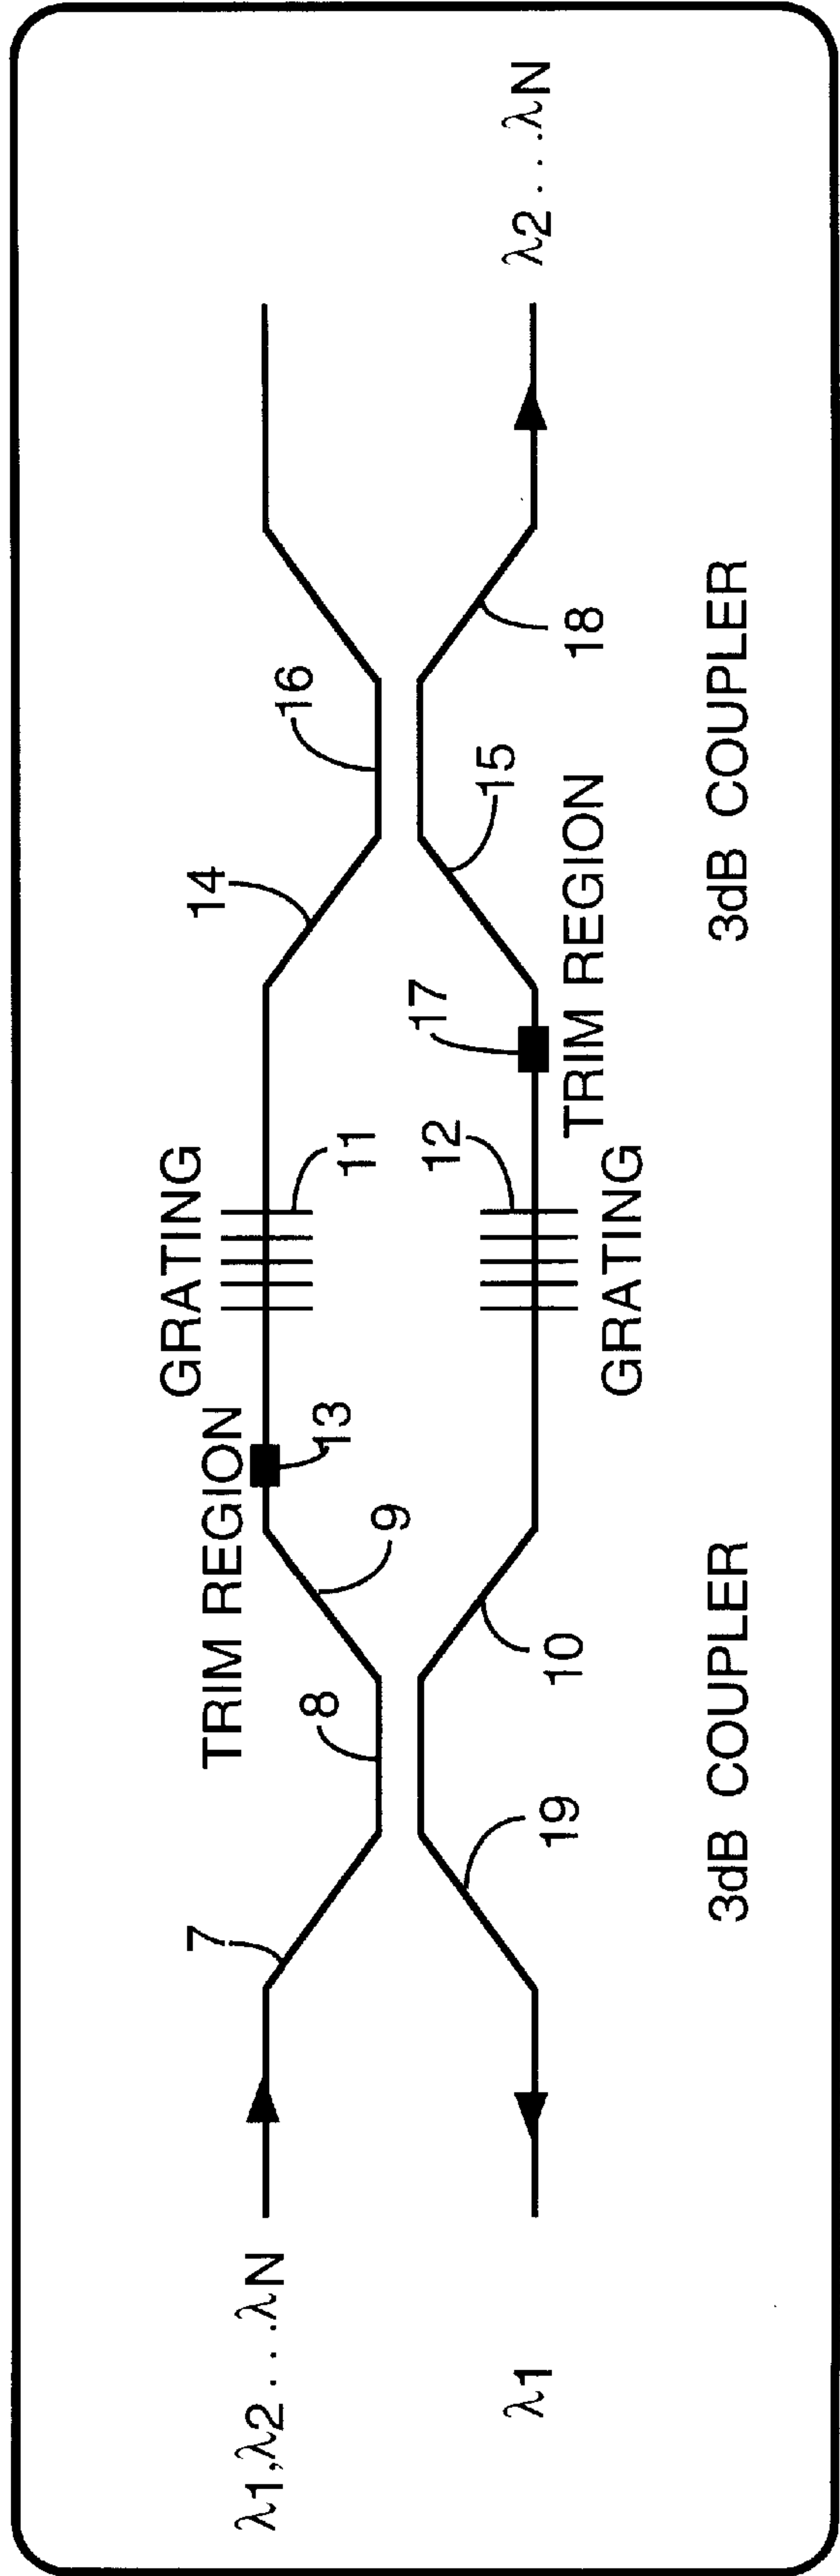 GRATING
TRIM REGION
λ1,λ2...λN
7
8
9
13
11
14
16
λ1
19
10
12
17
15
18
λ2...λN
GRATING
TRIM REGION
3dB COUPLER
3dB COUPLER